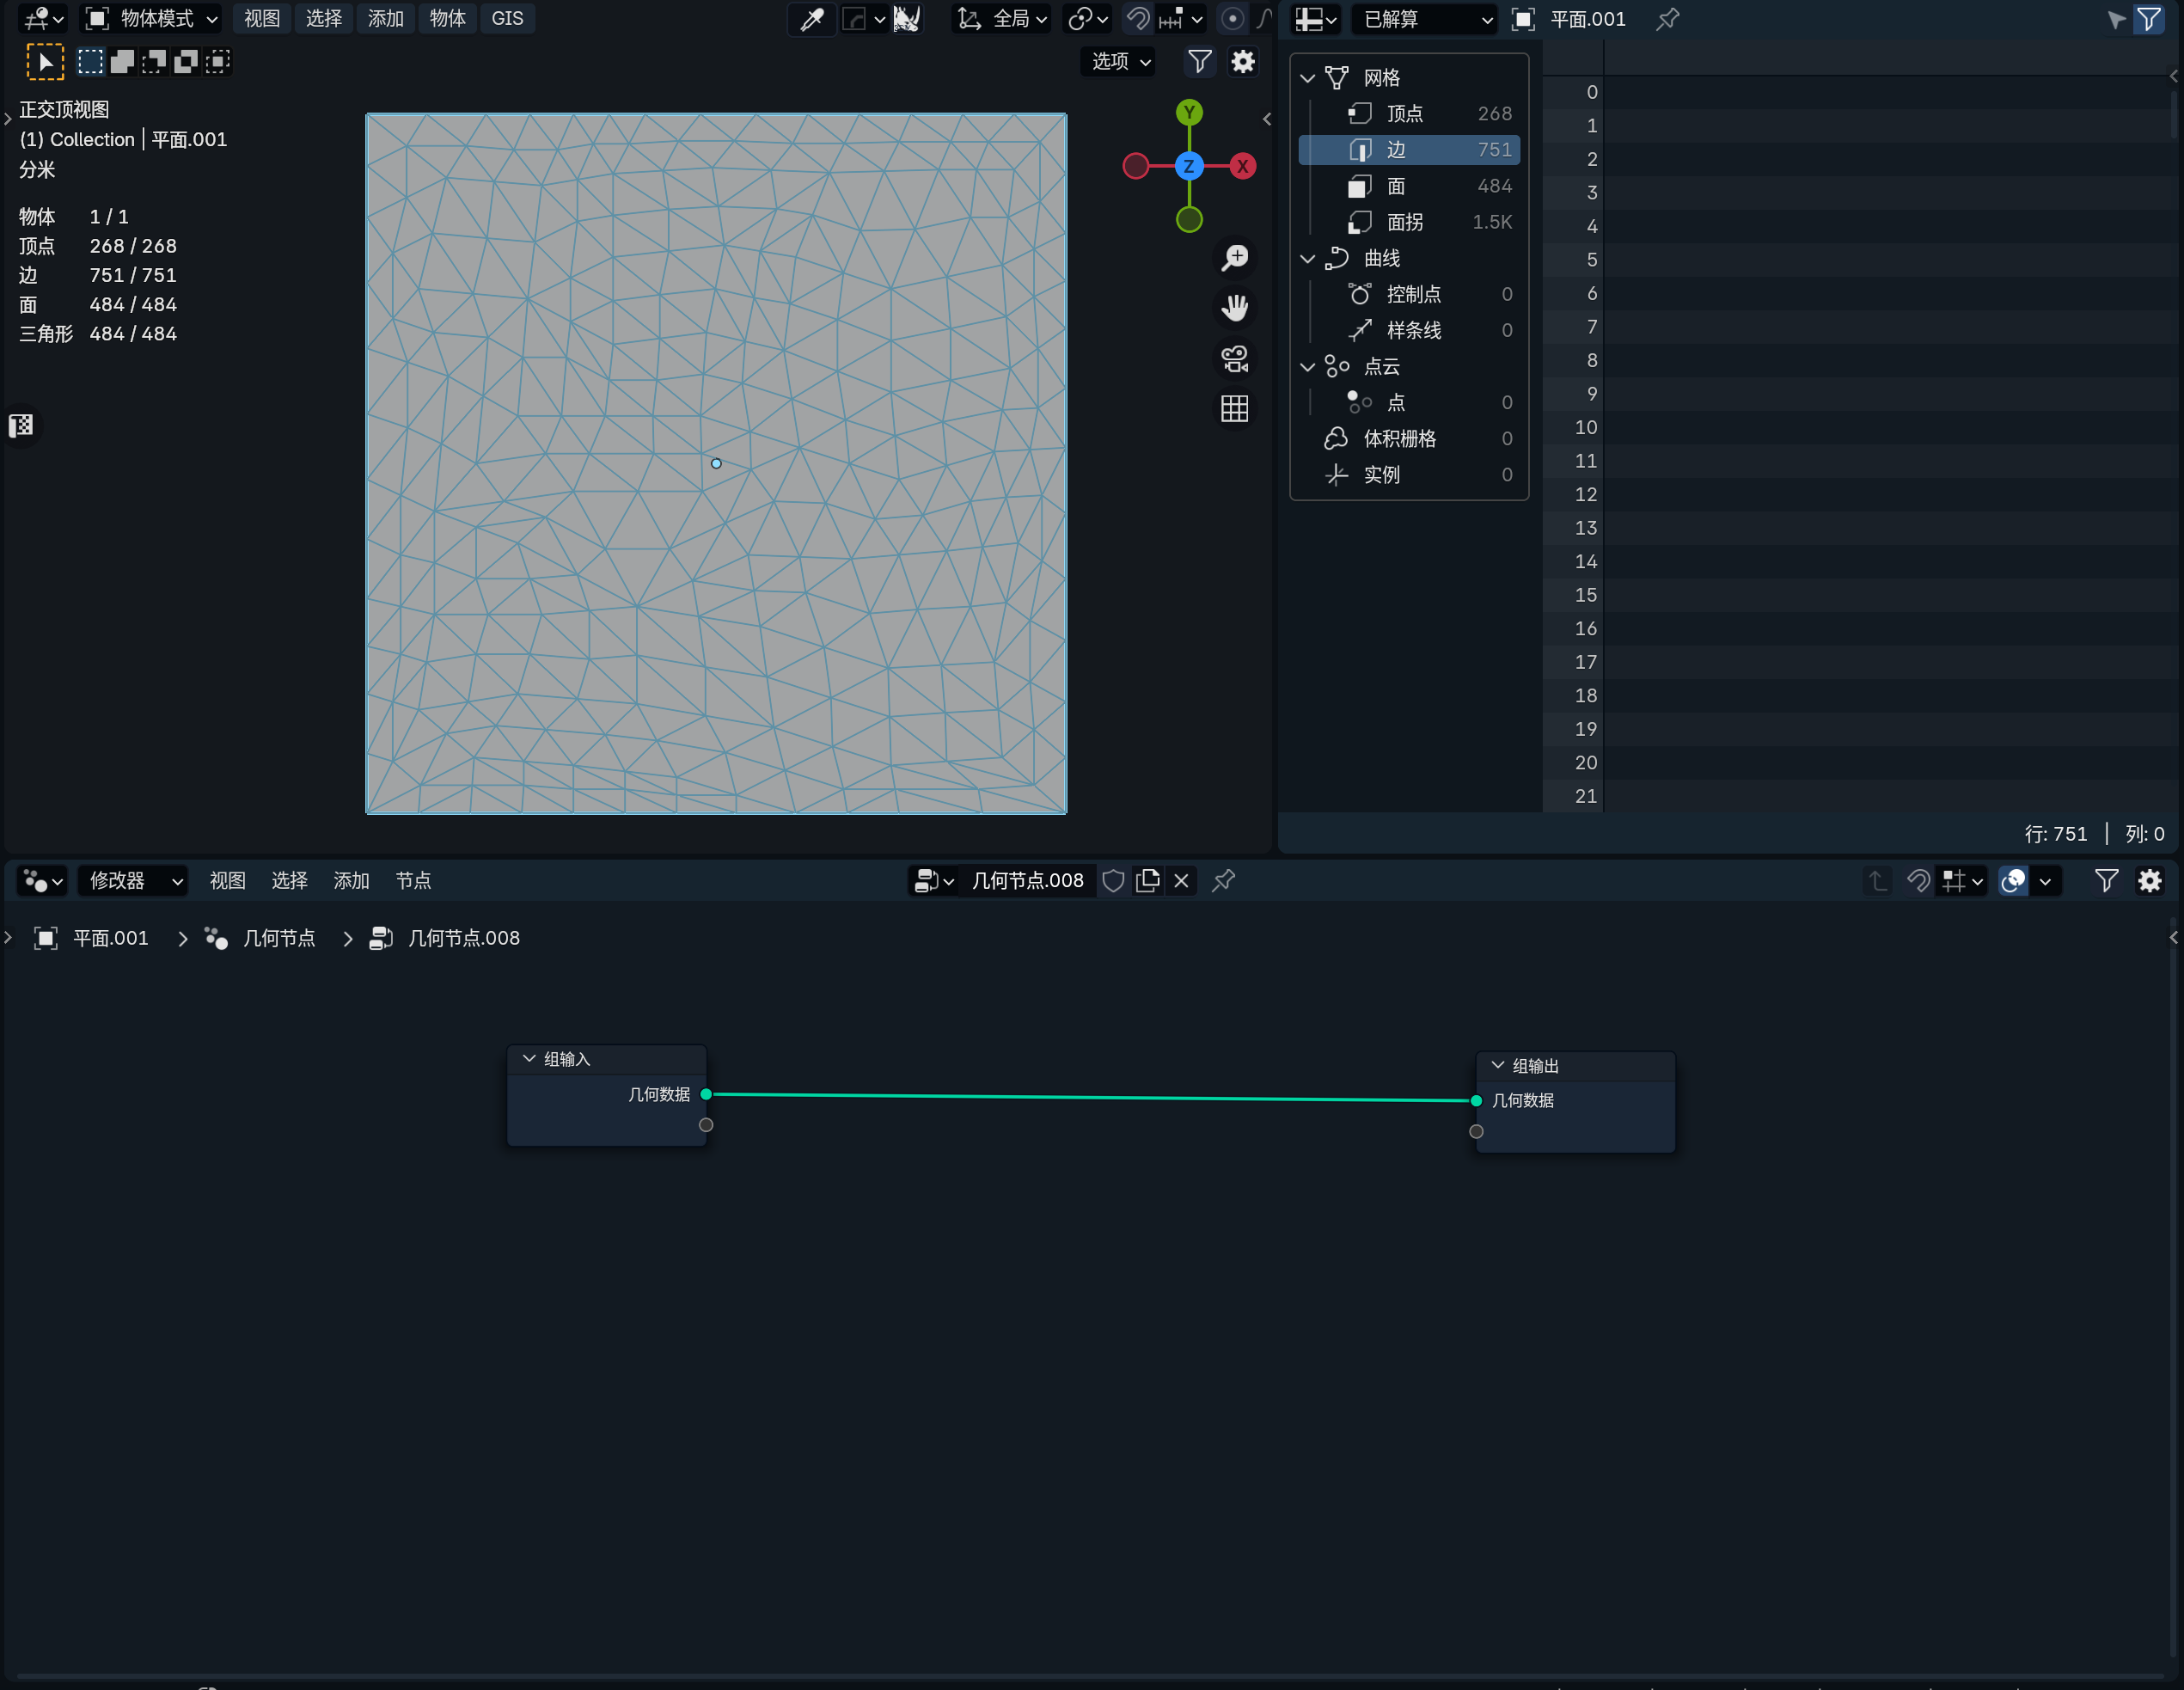 物体模式 视图 选择 添加 物体 GIS 全局
选项
正交顶视图
(1) Collection | 平面.001
分米
物体 1 / 1
顶点 268 / 268
边 751 / 751
面 484 / 484
三角形 484 / 484
Y
Z
X
已解算 平面.001
网格
顶点 268
边 751
面 484
面拐 1.5K
曲线
控制点 0
样条线 0
点云
点 0
体积栅格 0
实例 0
0
1
2
3
4
5
6
7
8
9
10
11
12
13
14
15
16
17
18
19
20
21
行: 751 | 列: 0
修改器 视图 选择 添加 节点 几何节点.008
平面.001 > 几何节点 > 几何节点.008
组输入
几何数据
组输出
几何数据